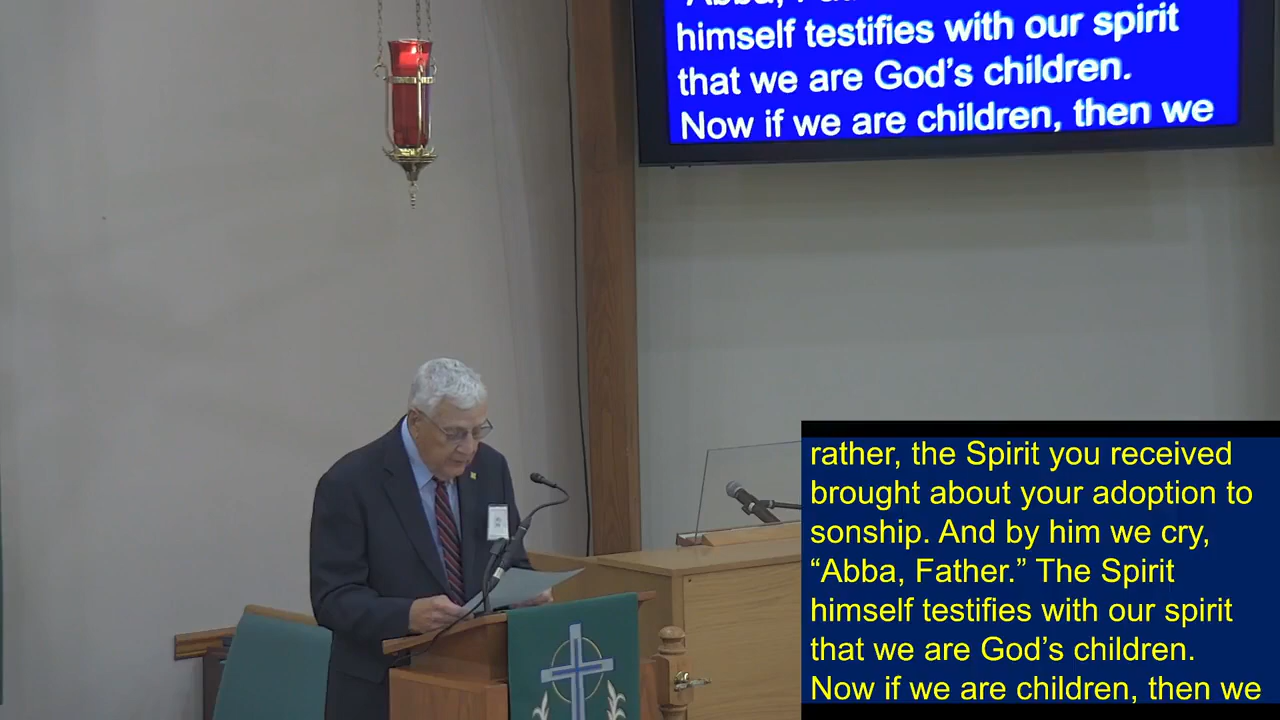 himself testifies with our spirit
that we are God's children.
Now if we are children, then we
rather, the Spirit you received
brought about your adoption to
sonship. And by him we cry,
“Abba, Father.” The Spirit
himself testifies with our spirit
that we are God’s children.
Now if we are children, then we